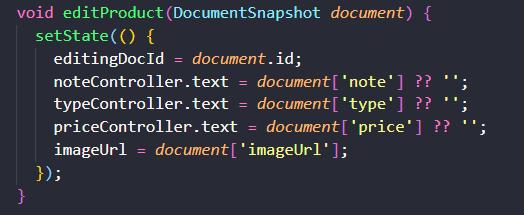 void editProduct(DocumentSnapshot document) {
  setState(() {
    editingDocId = document.id;
    noteController.text = document['note'] ?? '';
    typeController.text = document['type'] ?? '';
    priceController.text = document['price'] ?? '';
    imageUrl = document['imageUrl'];
  });
}